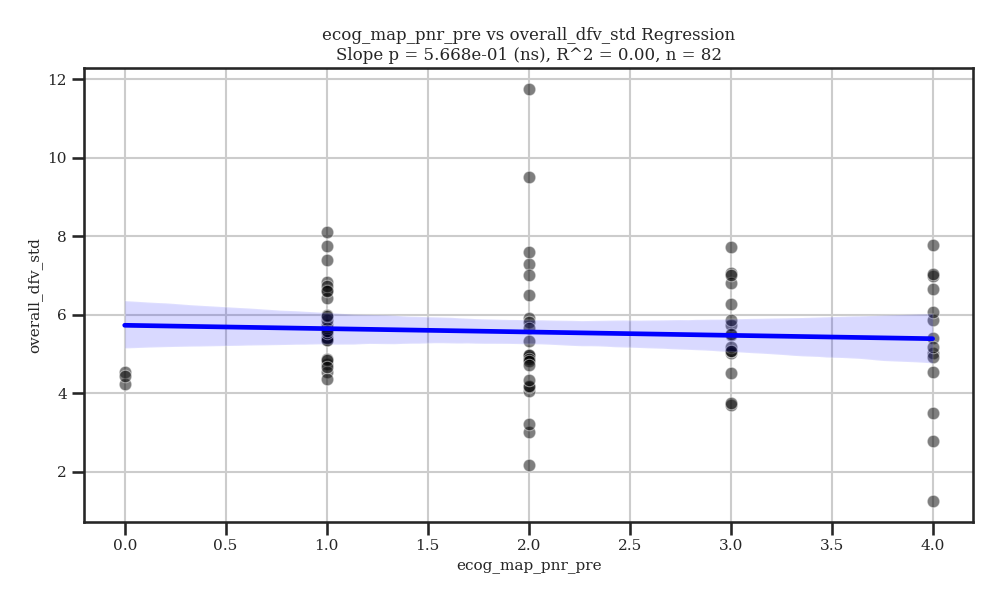 ecog_map_pnr_pre vs overall_dfv_std Regression
Slope p = 5.668e-01 (ns), R^2 = 0.00, n = 82
overall_dfv_std
12
10
8
6
4
2
0.0 0.5 1.0 1.5 2.0 2.5 3.0 3.5 4.0
ecog_map_pnr_pre